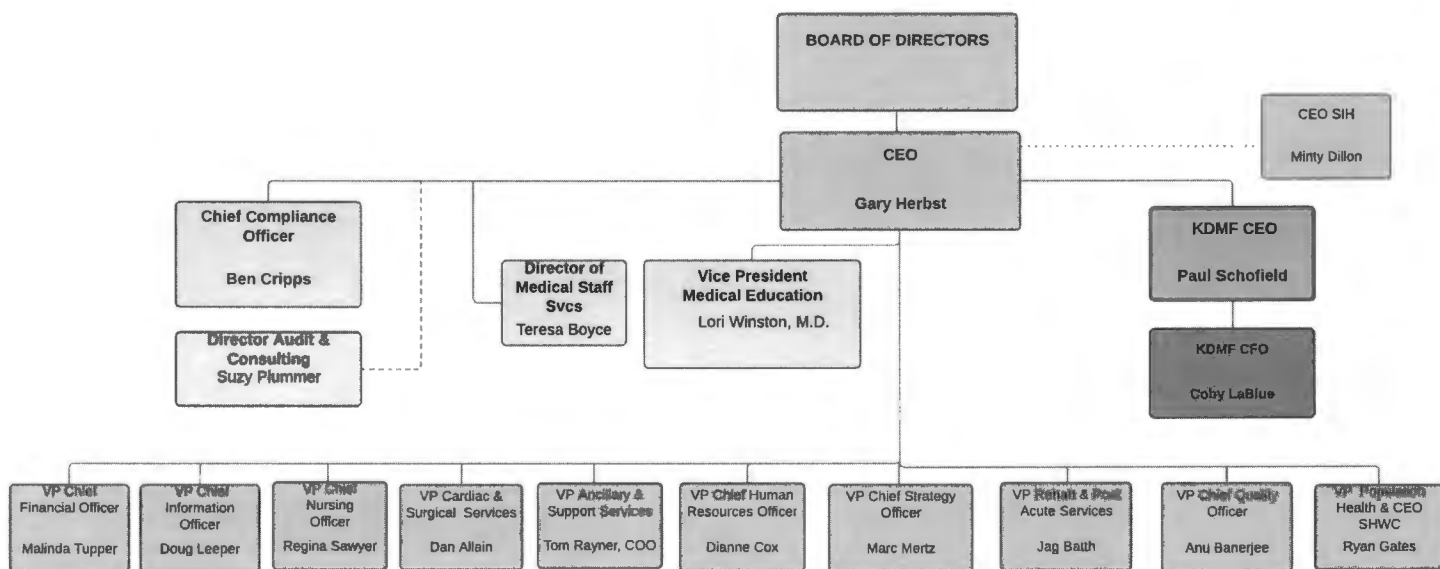 BOARD OF DIRECTORS
CEO SIH
Minty Dillon
CEO
Gary Herbst
Chief Compliance
Officer
Ben Cripps
KDMF CEO
Paul Schofield
Director of
Medical Staff
Svcs
Teresa Boyce
Vice President
Medical Education
Lori Winston, M.D.
Director Audit &
Consulting
Suzy Plummer
KDMF CFO
Coby LaBlue
VP Chief
Financial Officer
Malinda Tupper
VP Chief
Information
Officer
Doug Leeper
VP Chief
Nursing
Officer
Regina Sawyer
VP Cardiac &
Surgical Services
Dan Allain
VP Ancillary &
Support Services
Tom Rayner, COO
VP Chief Human
Resources Officer
Dianne Cox
VP Chief Strategy
Officer
Marc Mertz
VP Rehab & Post
Acute Services
Jag Batth
VP Chief Quality
Officer
Anu Banerjee
VP Population
Health & CEO
SHWC
Ryan Gates